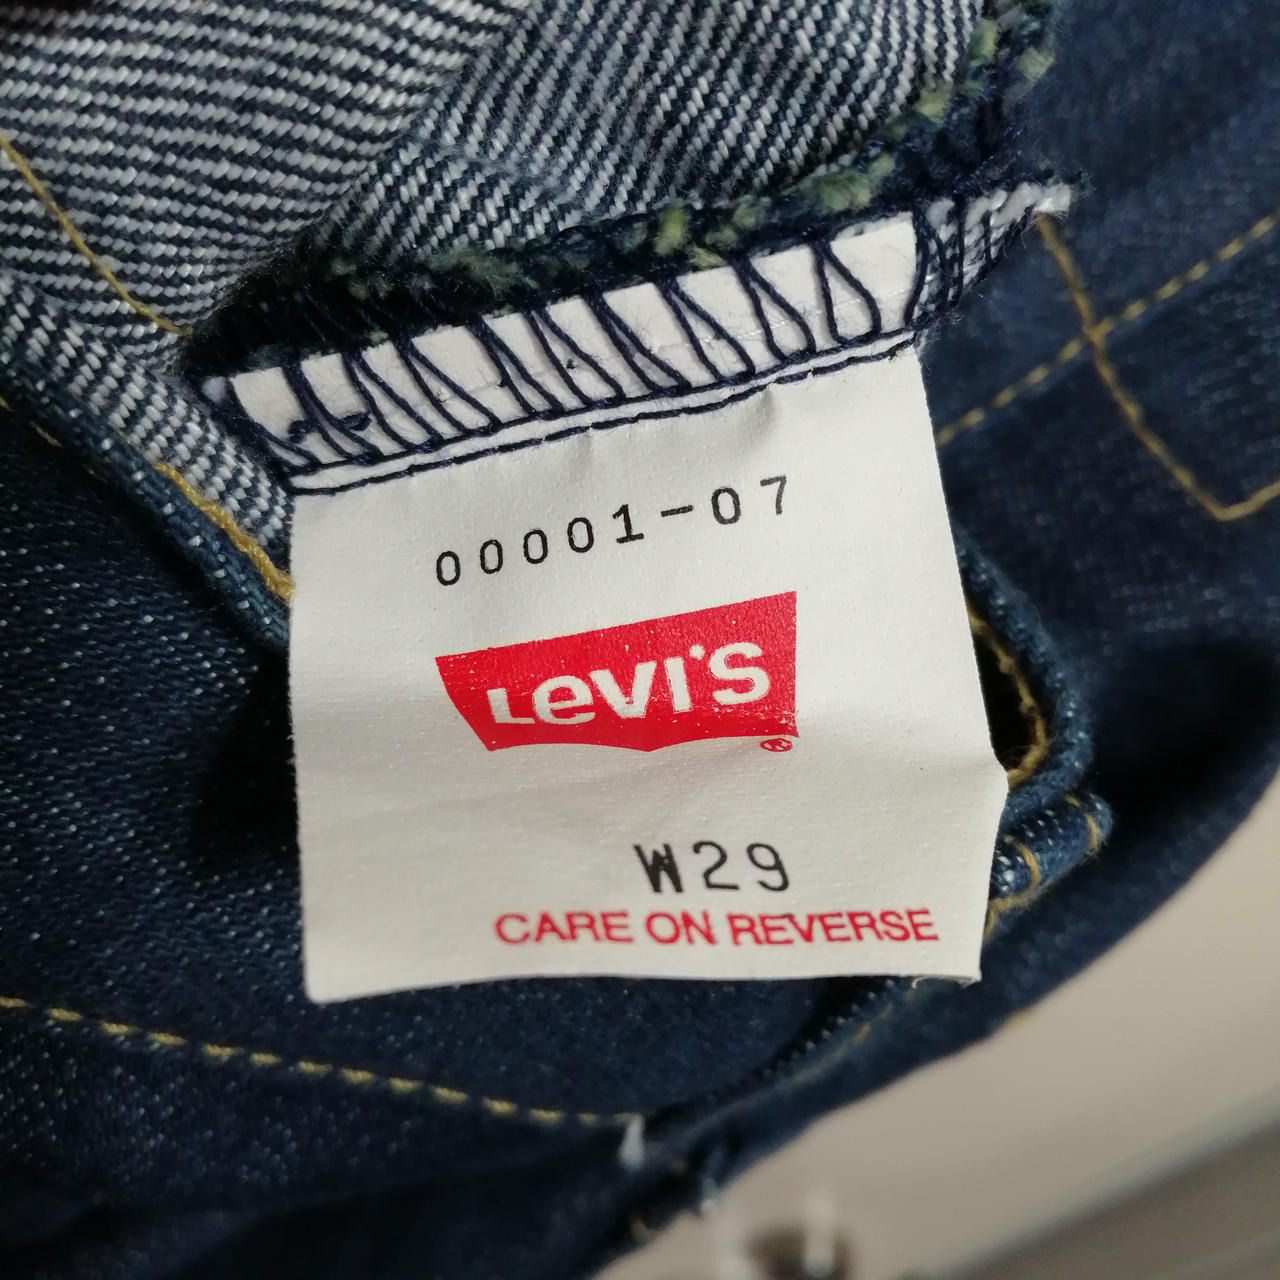 00001-07
Levi's
®
W29
CARE ON REVERSE